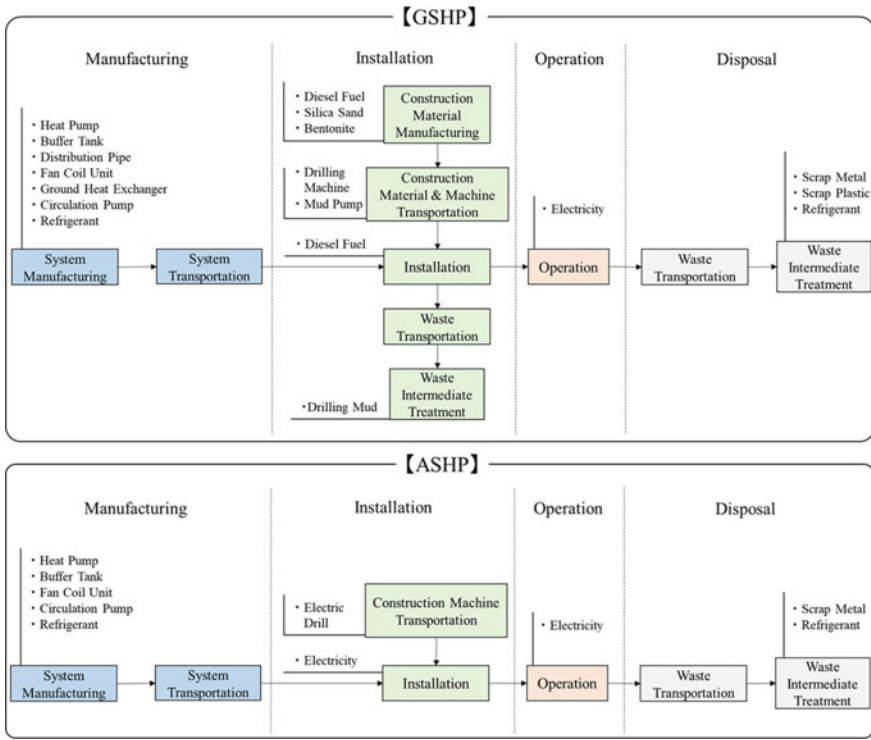 【GSHP】
Manufacturing
Installation
Operation
Disposal
・Heat Pump
・Buffer Tank
・Distribution Pipe
・Fan Coil Unit
・Ground Heat Exchanger
・Circulation Pump
・Refrigerant
System
Manufacturing
System
Transportation
・Diesel Fuel
・Silica Sand
・Bentonite
Construction
Material
Manufacturing
・Drilling
Machine
・Mud Pump
Construction
Material & Machine
Transportation
・Diesel Fuel
Installation
Waste
Transportation
・Drilling Mud
Waste
Intermediate
Treatment
・Electricity
Operation
Waste
Transportation
・Scrap Metal
・Scrap Plastic
・Refrigerant
Waste
Intermediate
Treatment
【ASHP】
Manufacturing
Installation
Operation
Disposal
・Heat Pump
・Buffer Tank
・Fan Coil Unit
・Circulation Pump
・Refrigerant
System
Manufacturing
System
Transportation
・Electric
Drill
Construction Machine
Transportation
・Electricity
Installation
・Electricity
Operation
Waste
Transportation
・Scrap Metal
・Refrigerant
Waste
Intermediate
Treatment